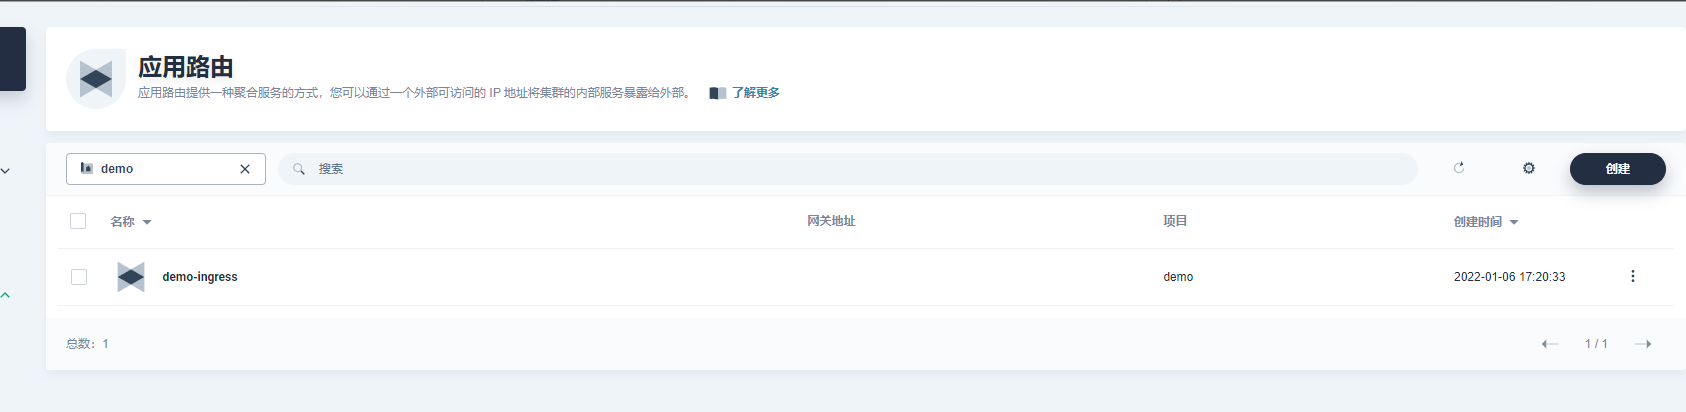 应用路由
应用路由提供一种聚合服务的方式，您可以通过一个外部可访问的 IP 地址将集群的内部服务暴露给外部。 了解更多
demo 搜索 创建
名称 网关地址 项目 创建时间
demo-ingress demo 2022-01-06 17:20:33
总数：1 1 / 1